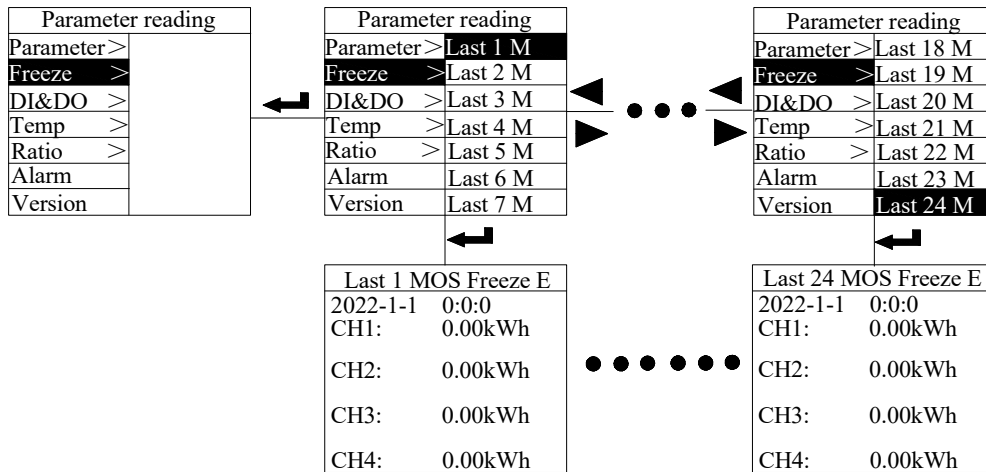 Parameter reading
Parameter >
Freeze >
DI&DO >
Temp >
Ratio >
Alarm
Version
Parameter reading
Parameter > Last 1 M
Freeze > Last 2 M
DI&DO > Last 3 M
Temp > Last 4 M
Ratio > Last 5 M
Alarm Last 6 M
Version Last 7 M
Parameter reading
Parameter > Last 18 M
Freeze > Last 19 M
DI&DO > Last 20 M
Temp > Last 21 M
Ratio > Last 22 M
Alarm Last 23 M
Version Last 24 M
Last 1 MOS Freeze E
2022-1-1 0:0:0
CH1: 0.00kWh
CH2: 0.00kWh
CH3: 0.00kWh
CH4: 0.00kWh
Last 24 MOS Freeze E
2022-1-1 0:0:0
CH1: 0.00kWh
CH2: 0.00kWh
CH3: 0.00kWh
CH4: 0.00kWh